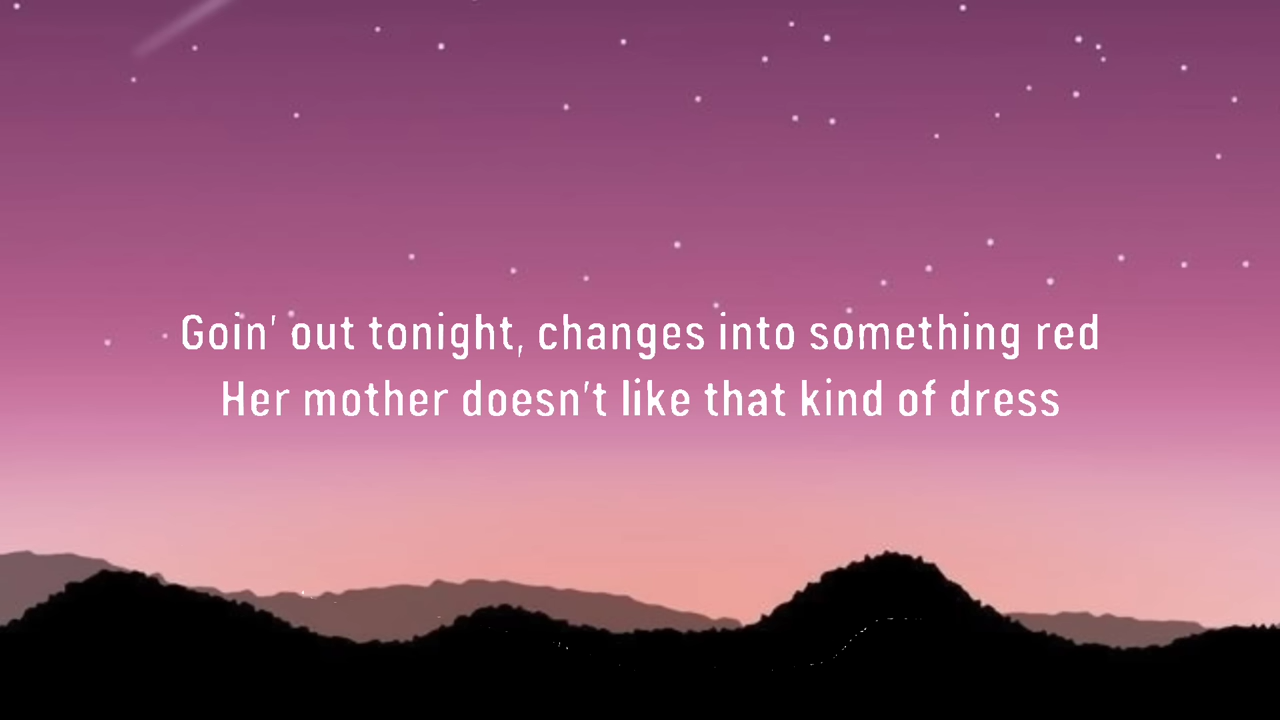 Goin' out tonight, changes into something red
Her mother doesn't like that kind of dress